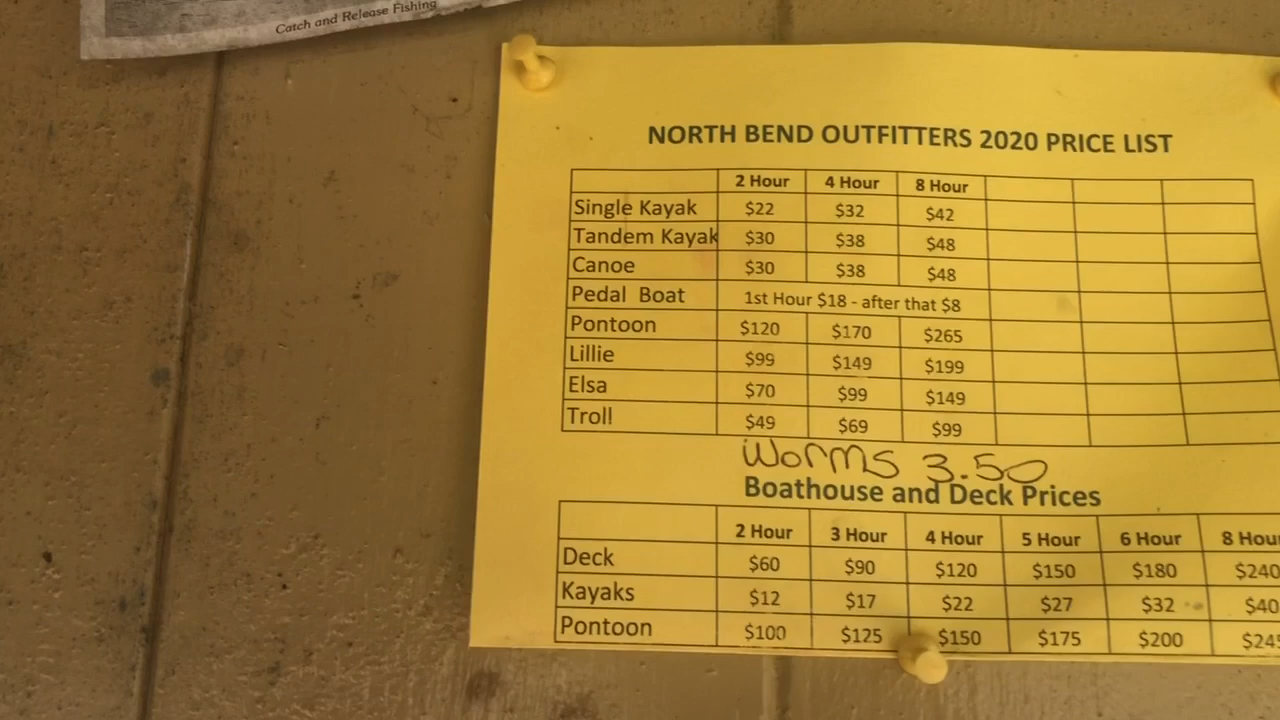 Catch and Release Fishing
NORTH BEND OUTFITTERS 2020 PRICE LIST
2 Hour 4 Hour 8 Hour
Single Kayak $22 $32 $42
Tandem Kayak $30 $38 $48
Canoe $30 $38 $48
Pedal Boat 1st Hour $18 - after that $8
Pontoon $120 $170 $265
Lillie $99 $149 $199
Elsa $70 $99 $149
Troll $49 $69 $99
Worms 3.50
Boathouse and Deck Prices
2 Hour 3 Hour 4 Hour 5 Hour 6 Hour 8 Hou
Deck $60 $90 $120 $150 $180 $240
Kayaks $12 $17 $22 $27 $32 $40
Pontoon $100 $125 $150 $175 $200